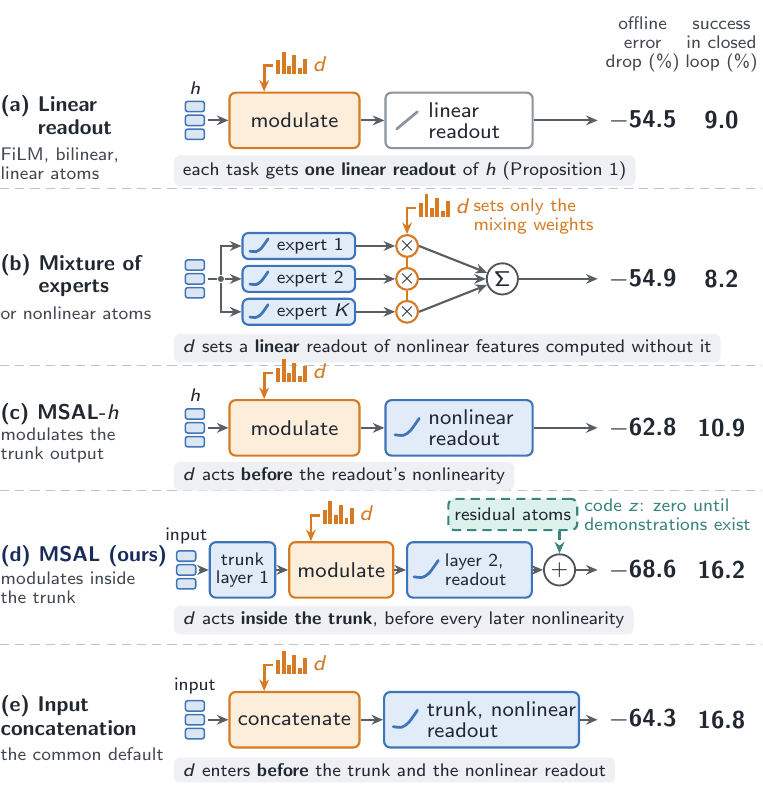 offline
error
drop (%)
success
in closed
loop (%)
(a) Linear
readout
FiLM, bilinear,
linear atoms
h
d
modulate
linear
readout
−54.5
9.0
each task gets one linear readout of h (Proposition 1)
(b) Mixture of
experts
or nonlinear atoms
d sets only the
mixing weights
expert 1
expert 2
expert K
×
×
×
Σ
−54.9
8.2
d sets a linear readout of nonlinear features computed without it
(c) MSAL-h
modulates the
trunk output
h
d
modulate
nonlinear
readout
−62.8
10.9
d acts before the readout's nonlinearity
(d) MSAL (ours)
modulates inside
the trunk
input
d
trunk
layer 1
modulate
layer 2,
readout
residual atoms
code z: zero until
demonstrations exist
+
−68.6
16.2
d acts inside the trunk, before every later nonlinearity
(e) Input
concatenation
the common default
input
d
concatenate
trunk, nonlinear
readout
−64.3
16.8
d enters before the trunk and the nonlinear readout